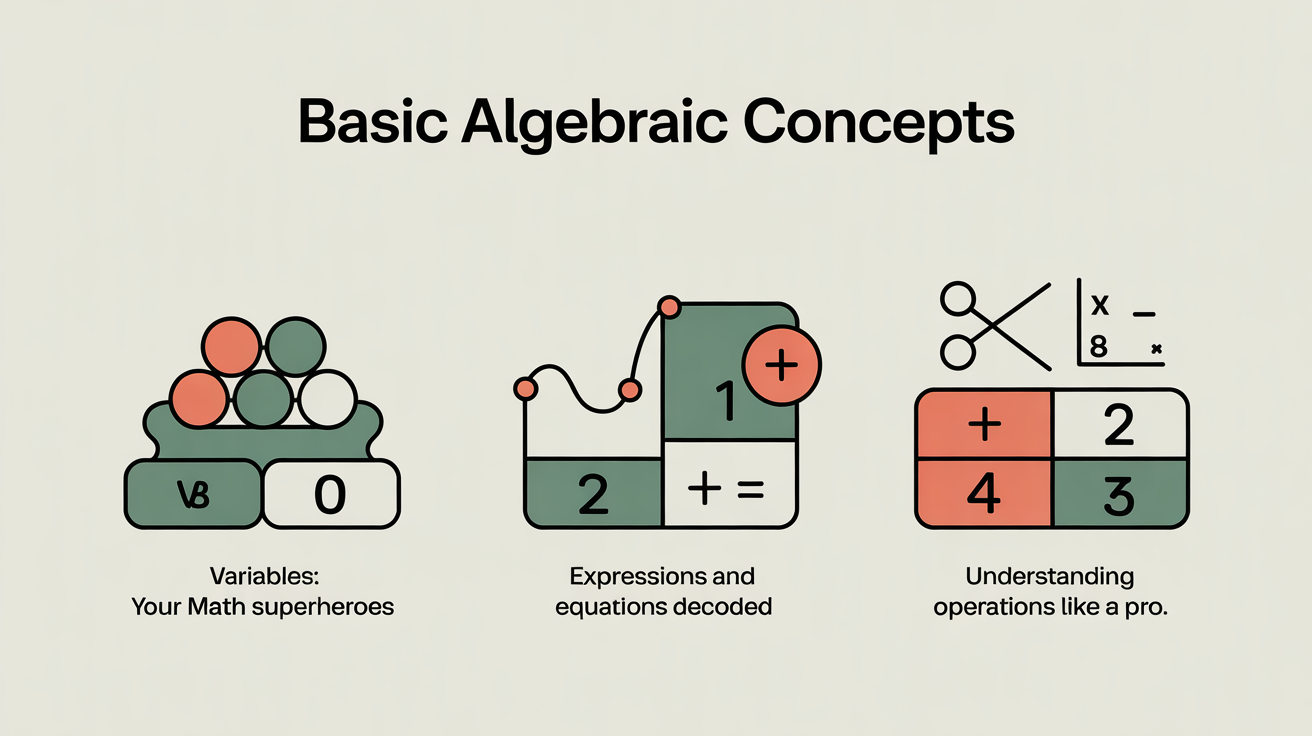 Basic Algebraic Concepts
VB
0
2
1
+
+ =
x –
8 ×
+ 2
4 3
Variables:
Your Math superheroes
Expressions and
equations decoded
Understanding
operations like a pro.